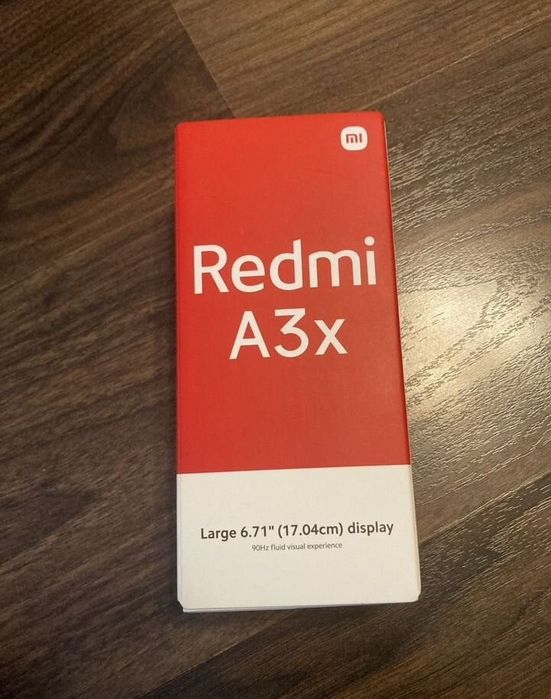 mi
Redmi
A3x
Large 6.71" (17.04cm) display
90Hz fluid visual experience